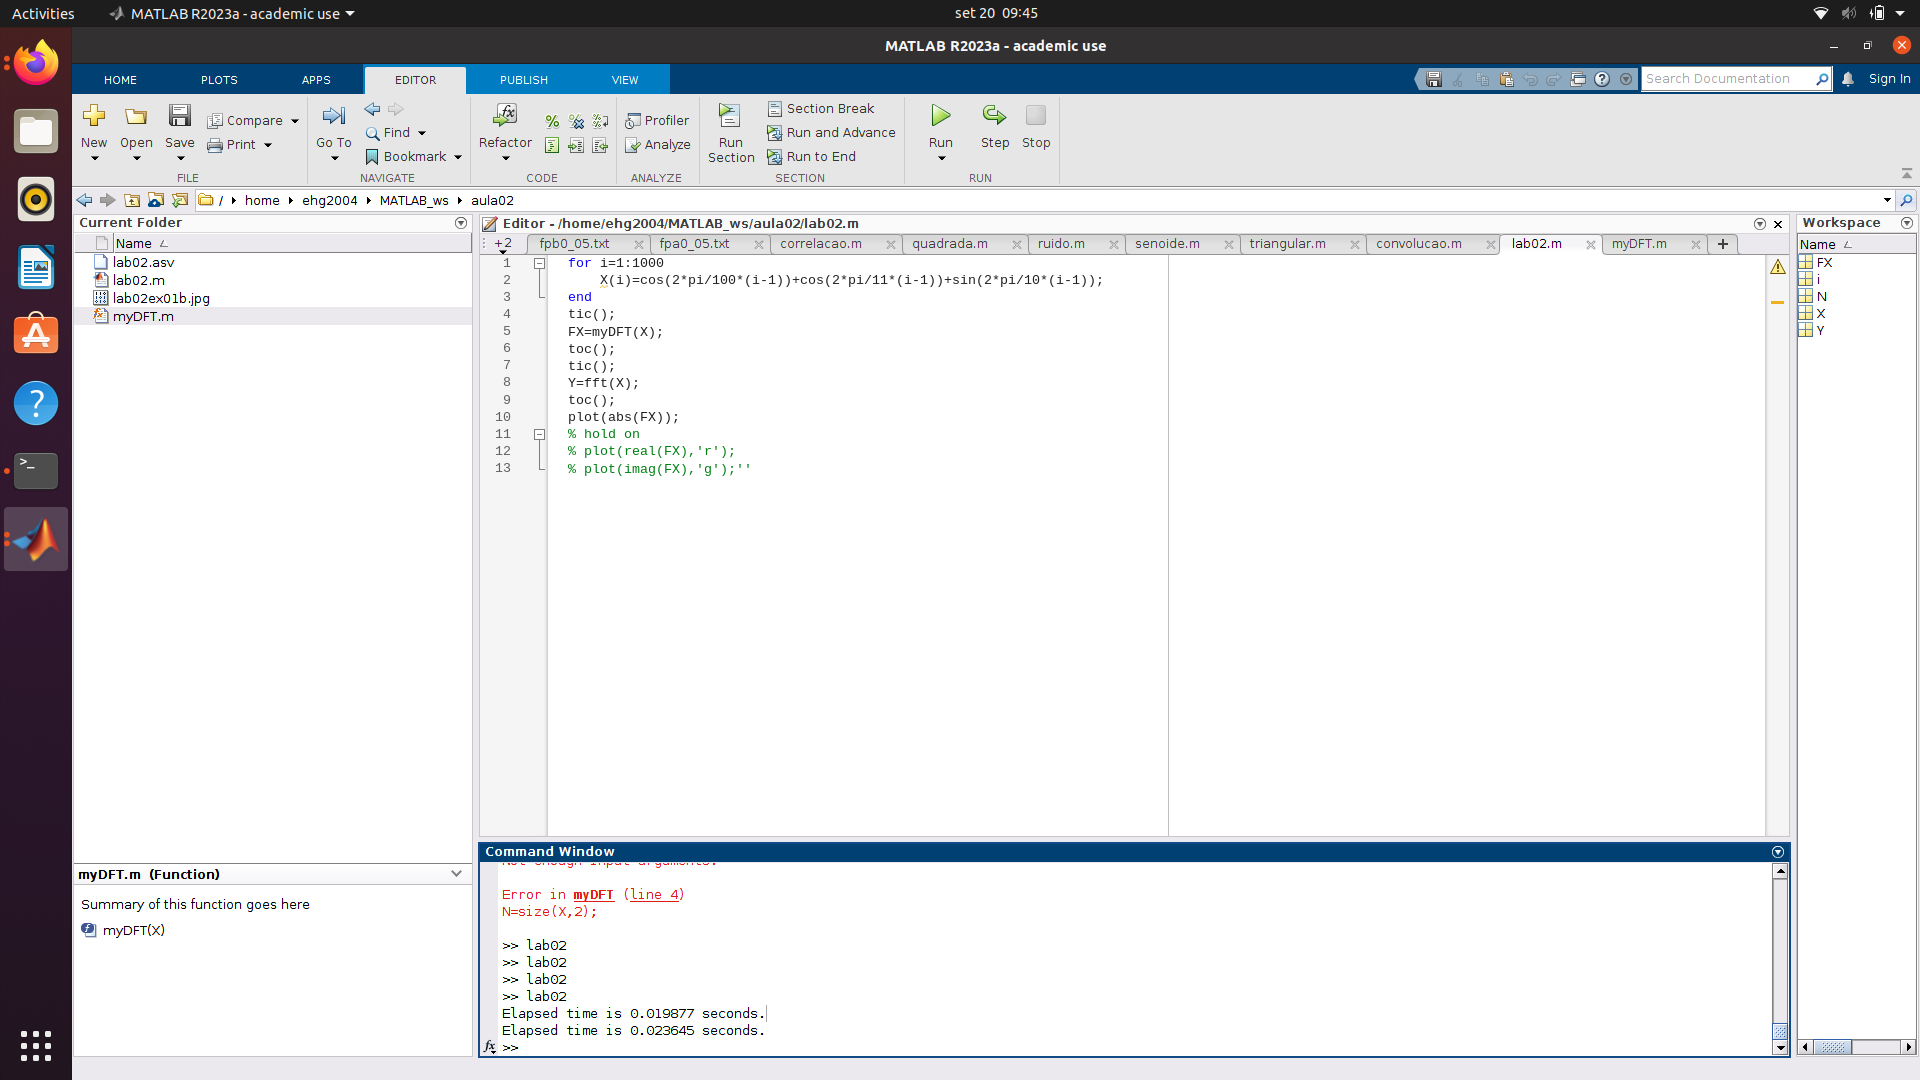 Activities MATLAB R2023a - academic use set 20 09:45
MATLAB R2023a - academic use
HOME PLOTS APPS EDITOR PUBLISH VIEW Search Documentation Sign In
New Open Save Compare Print
FILE
Go To Find Bookmark
NAVIGATE
Refactor
CODE
Profiler
Analyze
ANALYZE
Run Section
Section Break
Run and Advance
Run to End
SECTION
Run Step Stop
RUN
/ home ehg2004 MATLAB_ws aula02
Current Folder
Name
lab02.asv
lab02.m
lab02ex01b.jpg
myDFT.m
myDFT.m (Function)
Summary of this function goes here
myDFT(X)
Editor - /home/ehg2004/MATLAB_ws/aula02/lab02.m
+2 fpb0_05.txt fpa0_05.txt correlacao.m quadrada.m ruido.m senoide.m triangular.m convolucao.m lab02.m myDFT.m +
1 for i=1:1000
2 X(i)=cos(2*pi/100*(i-1))+cos(2*pi/11*(i-1))+sin(2*pi/10*(i-1));
3 end
4 tic();
5 FX=myDFT(X);
6 toc();
7 tic();
8 Y=fft(X);
9 toc();
10 plot(abs(FX));
11 % hold on
12 % plot(real(FX),'r');
13 % plot(imag(FX),'g');''
Command Window
Not enough input arguments.
Error in myDFT (line 4)
N=size(X,2);
>> lab02
>> lab02
>> lab02
>> lab02
Elapsed time is 0.019877 seconds.
Elapsed time is 0.023645 seconds.
fx >>
Workspace
Name
FX
i
N
X
Y